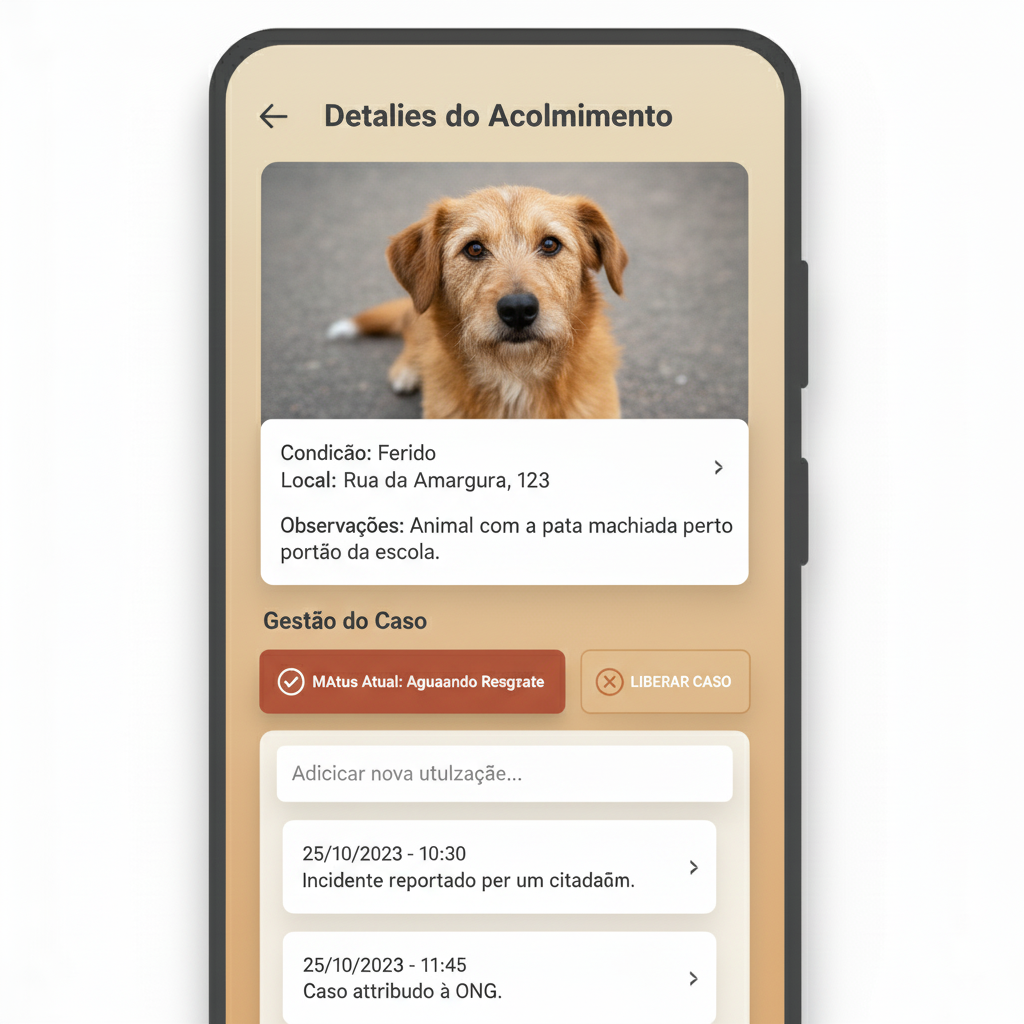 Detalies do Acolmimento
Condicão: Ferido
Local: Rua da Amargura, 123
Observações: Animal com a pata machiada perto
portão da escola.
Gestão do Caso
MAtus Atual: Aguaando Resgrate
LIBERAR CASO
Adicicar nova utulzaçãe...
25/10/2023 - 10:30
Incidente reportado per um citadaãm.
25/10/2023 - 11:45
Caso attribudo à ONG.